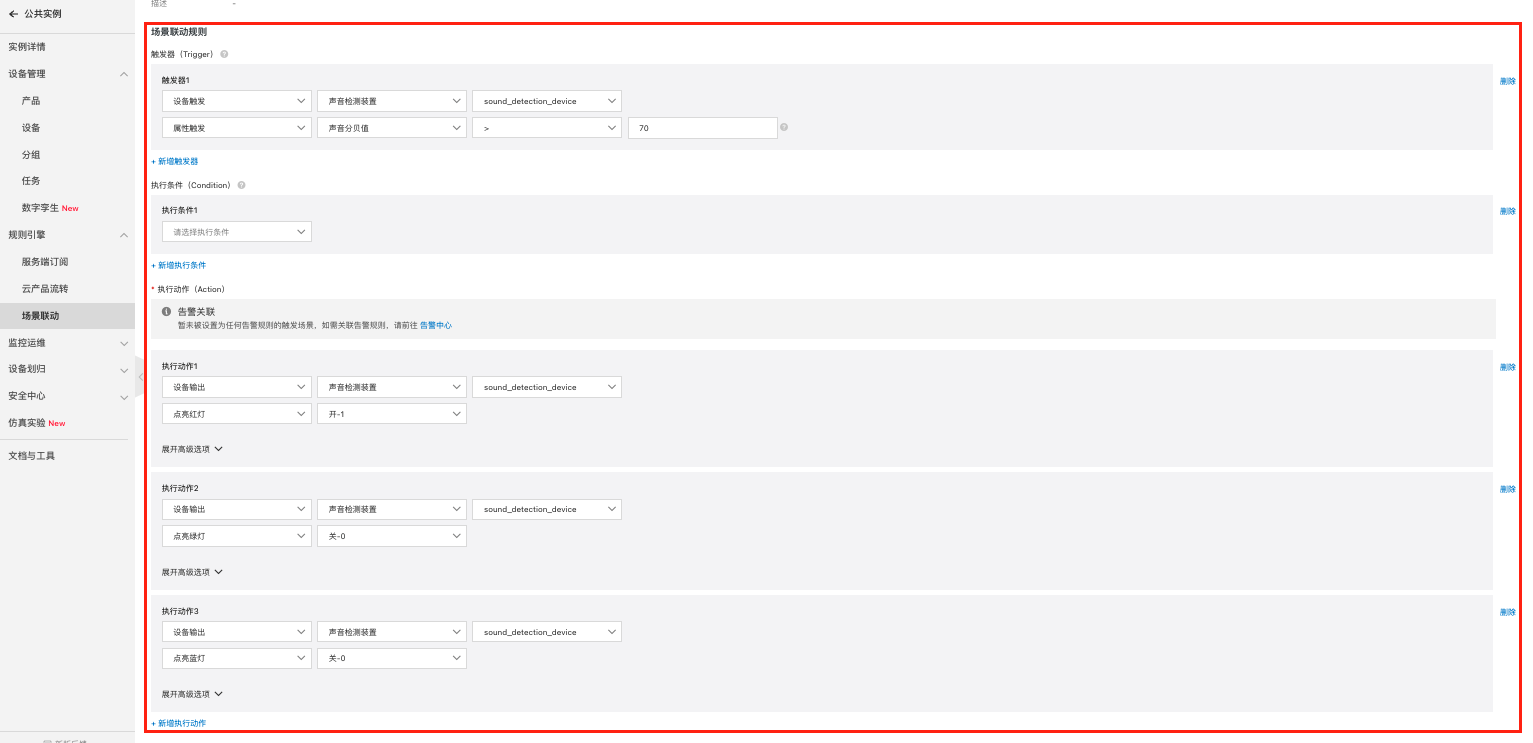 公共实例
实例详情
设备管理
产品
设备
分组
任务
数字孪生 New
规则引擎
服务端订阅
云产品流转
场景联动
监控运维
设备划归
安全中心
仿真实验 New
文档与工具
描述 -
场景联动规则
触发器（Trigger）
触发器1
删除
设备触发 声音检测装置 sound_detection_device
属性触发 声音分贝值 > 70
+ 新增触发器
执行条件（Condition）
执行条件1
删除
请选择执行条件
+ 新增执行条件
* 执行动作（Action）
告警关联
暂未被设置为任何告警规则的触发场景，如需关联告警规则，请前往 告警中心
执行动作1
删除
设备输出 声音检测装置 sound_detection_device
点亮红灯 开-1
展开高级选项
执行动作2
删除
设备输出 声音检测装置 sound_detection_device
点亮绿灯 关-0
展开高级选项
执行动作3
删除
设备输出 声音检测装置 sound_detection_device
点亮蓝灯 关-0
展开高级选项
+ 新增执行动作